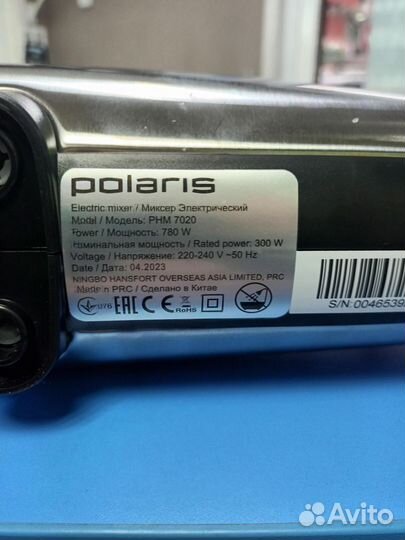 polaris
Electric mixer / Миксер Электрический
Model / Модель: PHM 7020
Power / Мощность: 780 W
Номинальная мощность / Rated power: 300 W
Voltage / Напряжение: 220-240 V ~50 Hz
Date / Дата: 04.2023
NINGBO HANSFORT OVERSEAS ASIA LIMITED, PRC
Made in PRC / Сделано в Китае
076 EAC CE RoHS
S/N: 0046539
Avito